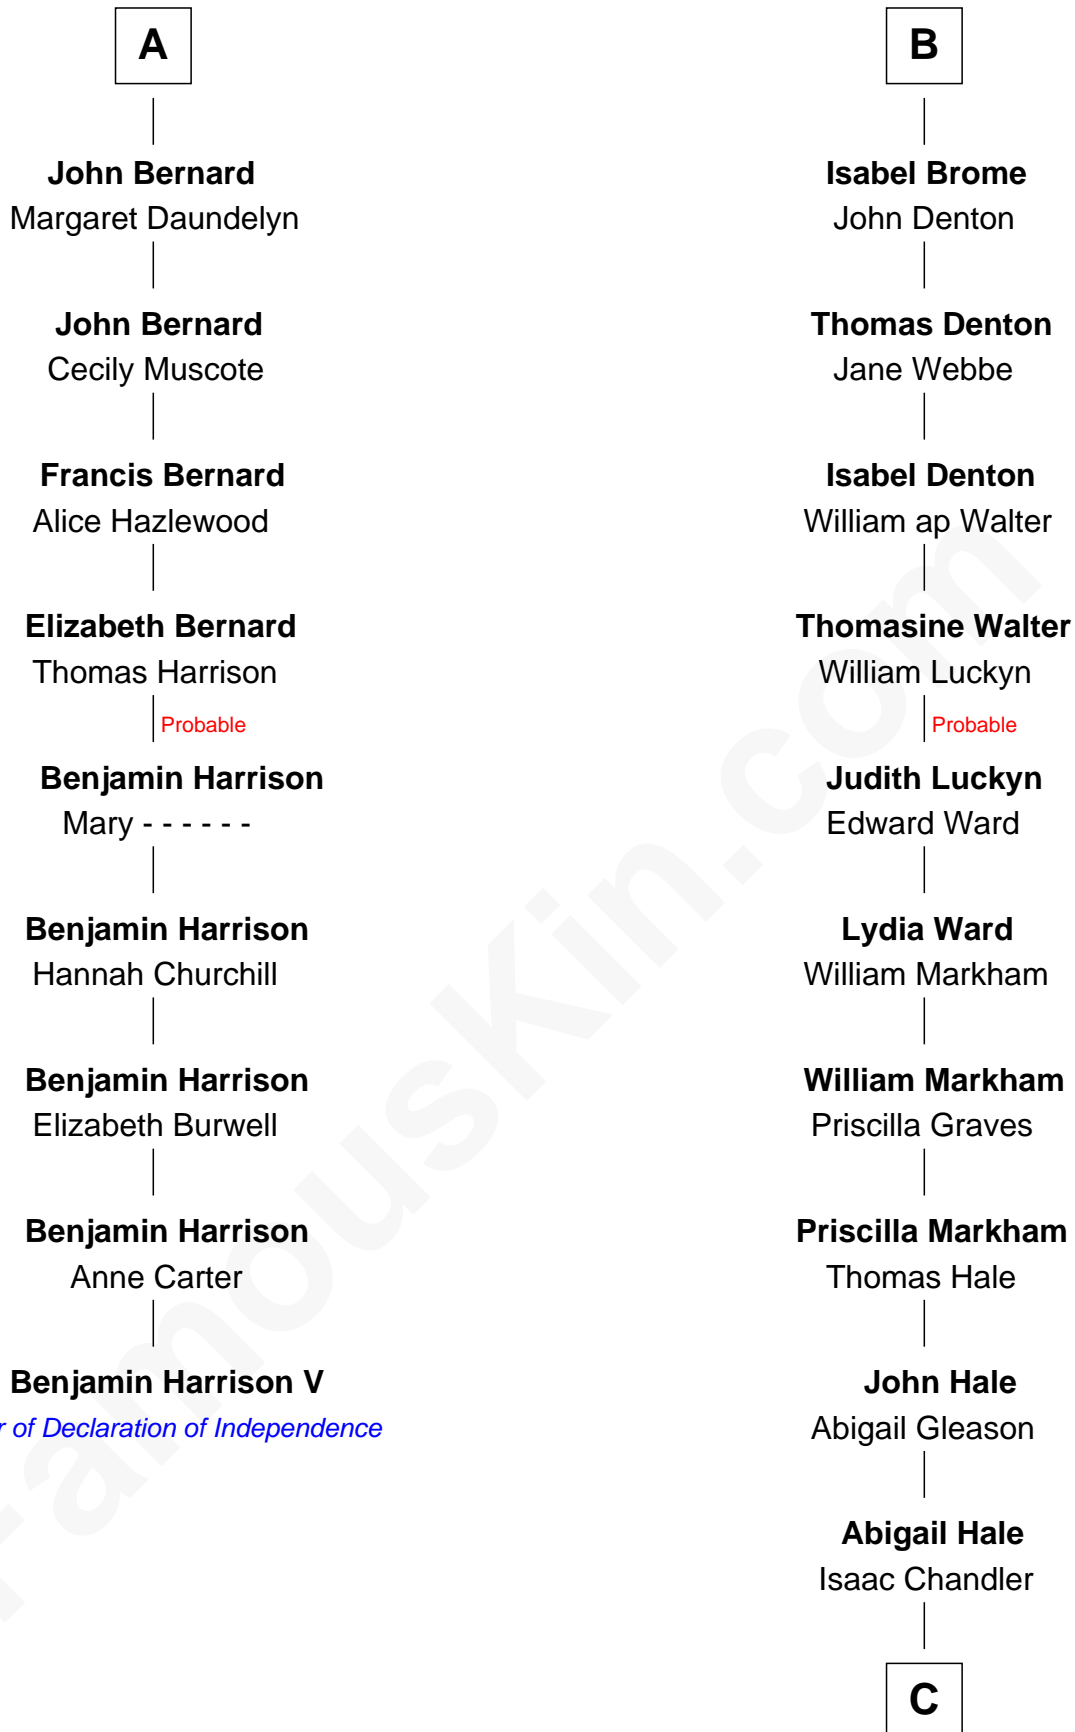 A
John Bernard
Margaret Daundelyn
John Bernard
Cecily Muscote
Francis Bernard
Alice Hazlewood
Elizabeth Bernard
Thomas Harrison
Probable
Benjamin Harrison
Mary - - - - - -
Benjamin Harrison
Hannah Churchill
Benjamin Harrison
Elizabeth Burwell
Benjamin Harrison
Anne Carter
Benjamin Harrison V
r of Declaration of Independence
B
Isabel Brome
John Denton
Thomas Denton
Jane Webbe
Isabel Denton
William ap Walter
Thomasine Walter
William Luckyn
Probable
Judith Luckyn
Edward Ward
Lydia Ward
William Markham
William Markham
Priscilla Graves
Priscilla Markham
Thomas Hale
John Hale
Abigail Gleason
Abigail Hale
Isaac Chandler
C
FamousKin.com